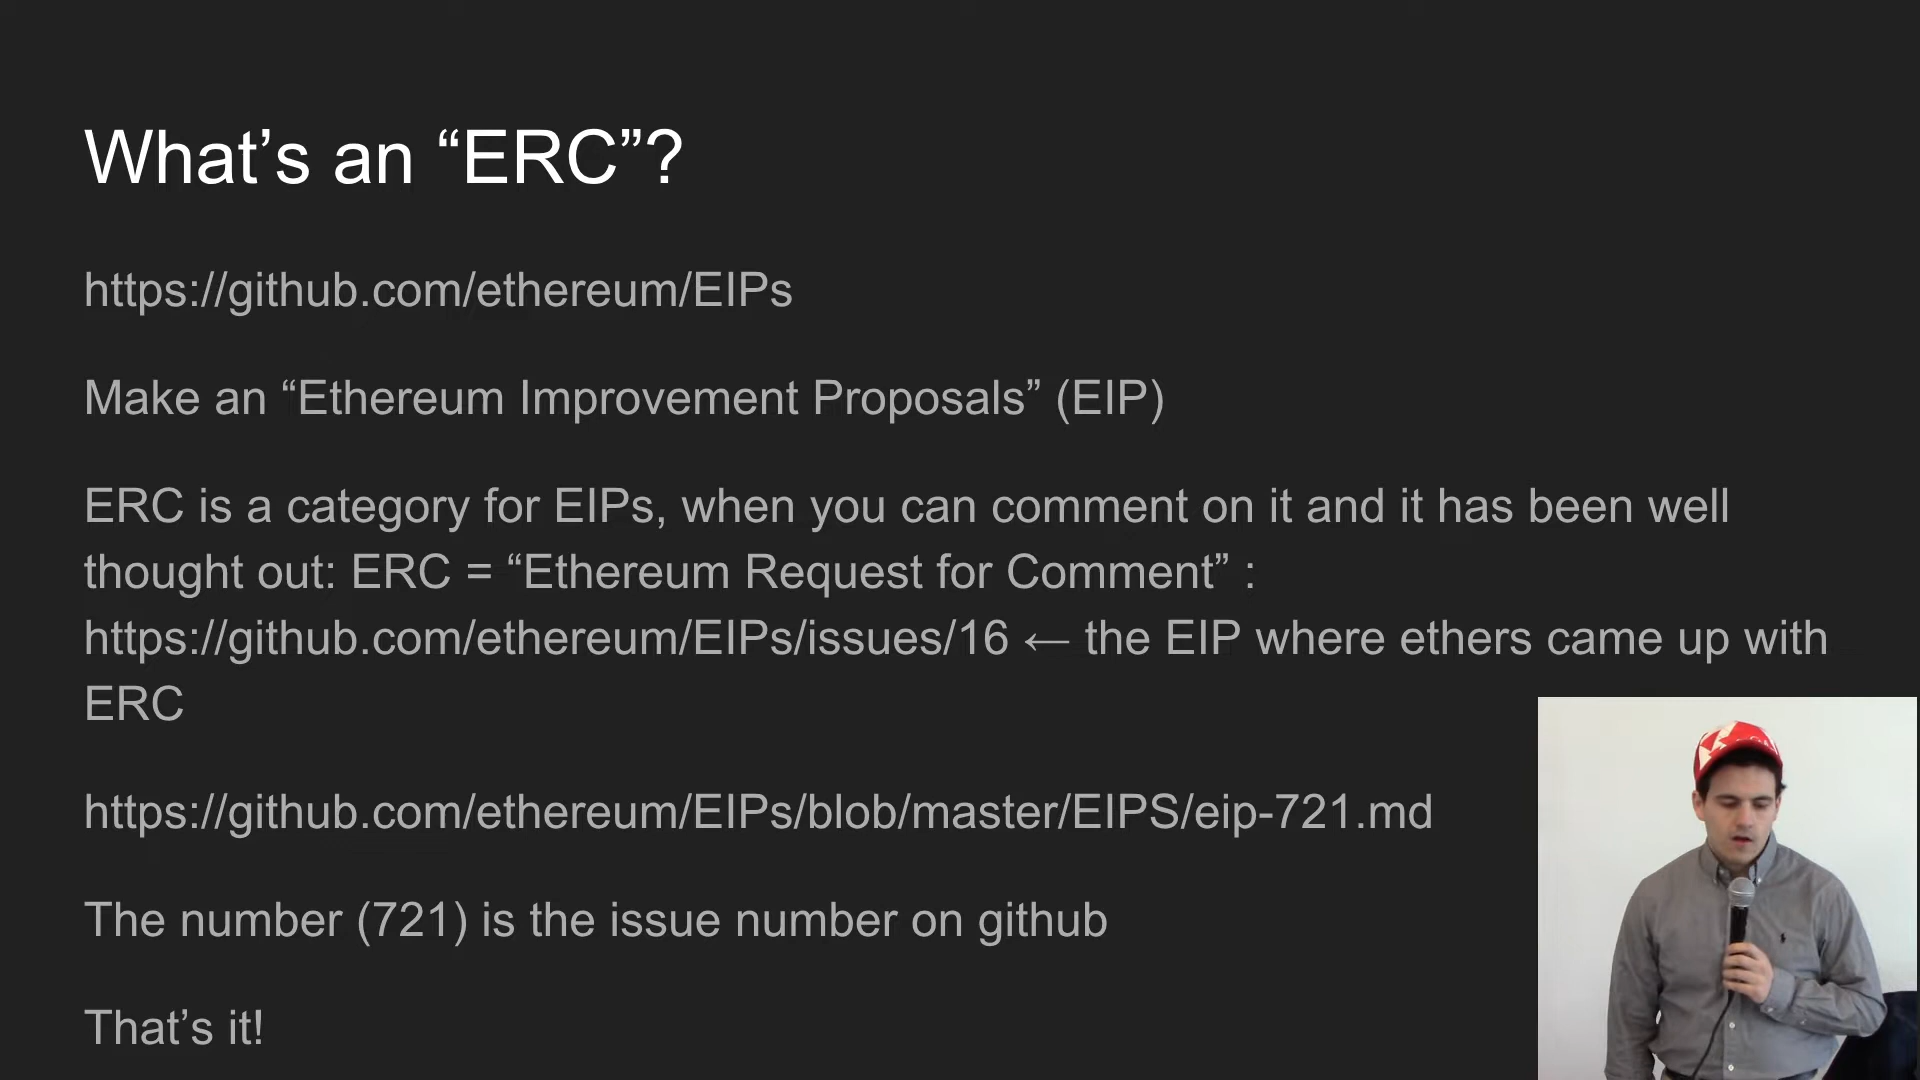 What’s an “ERC”?
https://github.com/ethereum/EIPs
Make an “Ethereum Improvement Proposals” (EIP)
ERC is a category for EIPs, when you can comment on it and it has been well
thought out: ERC = “Ethereum Request for Comment” :
https://github.com/ethereum/EIPs/issues/16 ← the EIP where ethers came up with
ERC
https://github.com/ethereum/EIPs/blob/master/EIPS/eip-721.md
The number (721) is the issue number on github
That’s it!